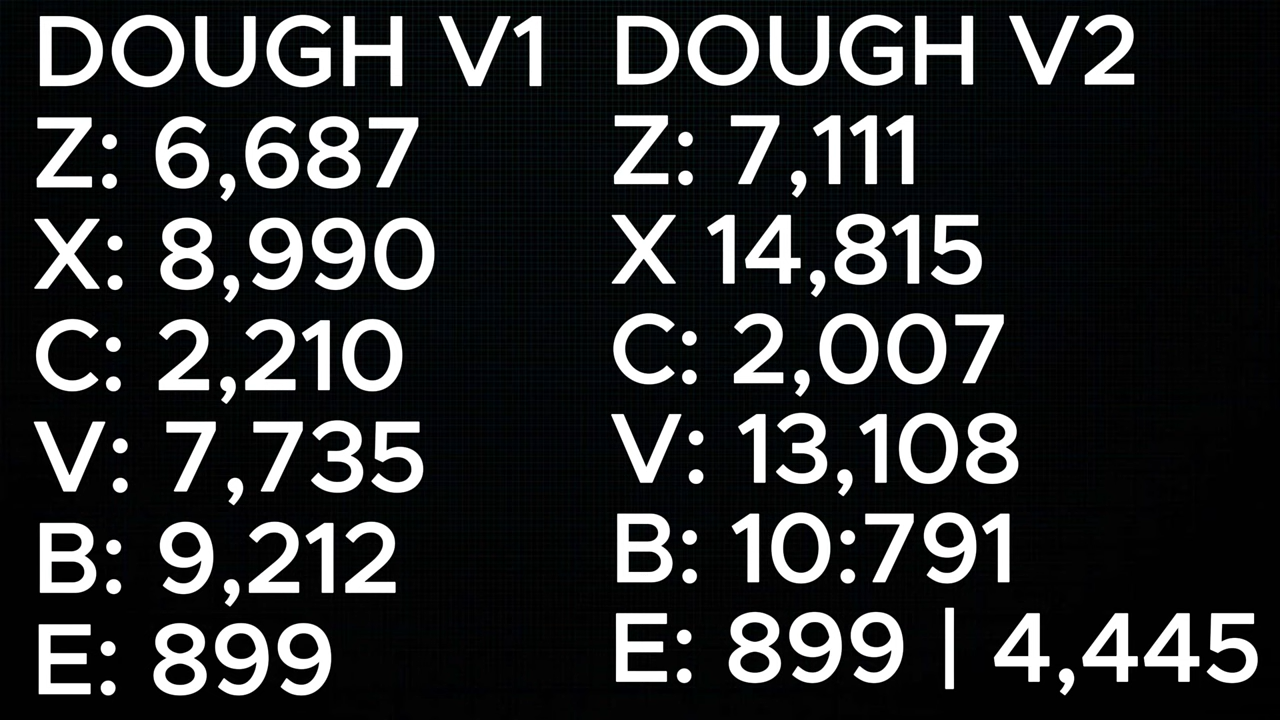 DOUGH V1
Z: 6,687
X: 8,990
C: 2,210
V: 7,735
B: 9,212
E: 899
DOUGH V2
Z: 7,111
X 14,815
C: 2,007
V: 13,108
B: 10:791
E: 899 | 4,445